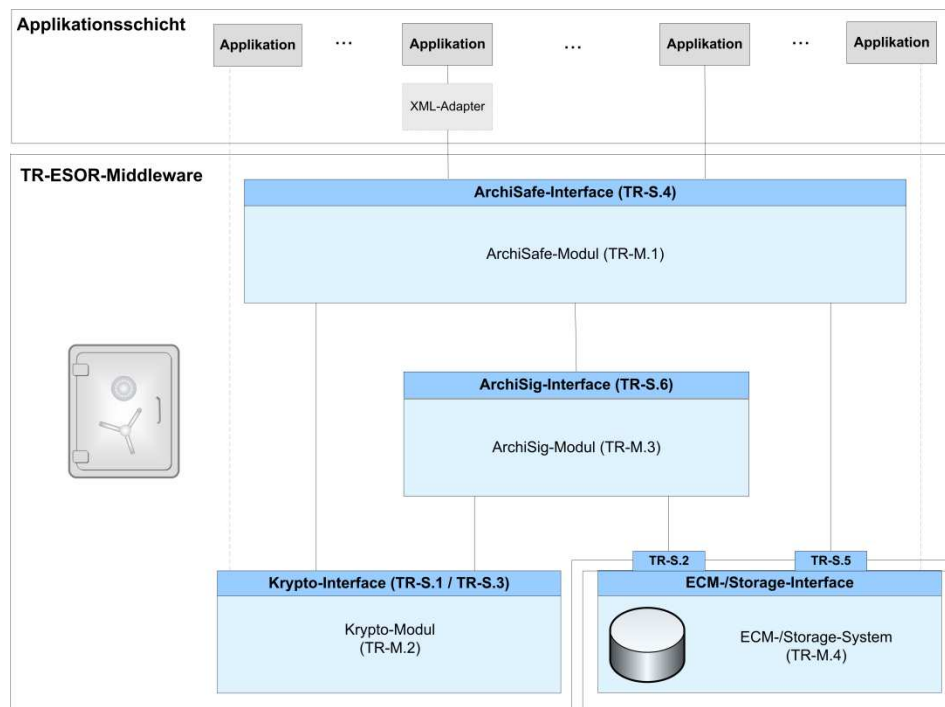 Applikationsschicht
Applikation ... Applikation ... Applikation ... Applikation
XML-Adapter
TR-ESOR-Middleware
ArchiSafe-Interface (TR-S.4)
ArchiSafe-Modul (TR-M.1)
ArchiSig-Interface (TR-S.6)
ArchiSig-Modul (TR-M.3)
TR-S.2
TR-S.5
Krypto-Interface (TR-S.1 / TR-S.3)
Krypto-Modul
(TR-M.2)
ECM-/Storage-Interface
ECM-/Storage-System
(TR-M.4)